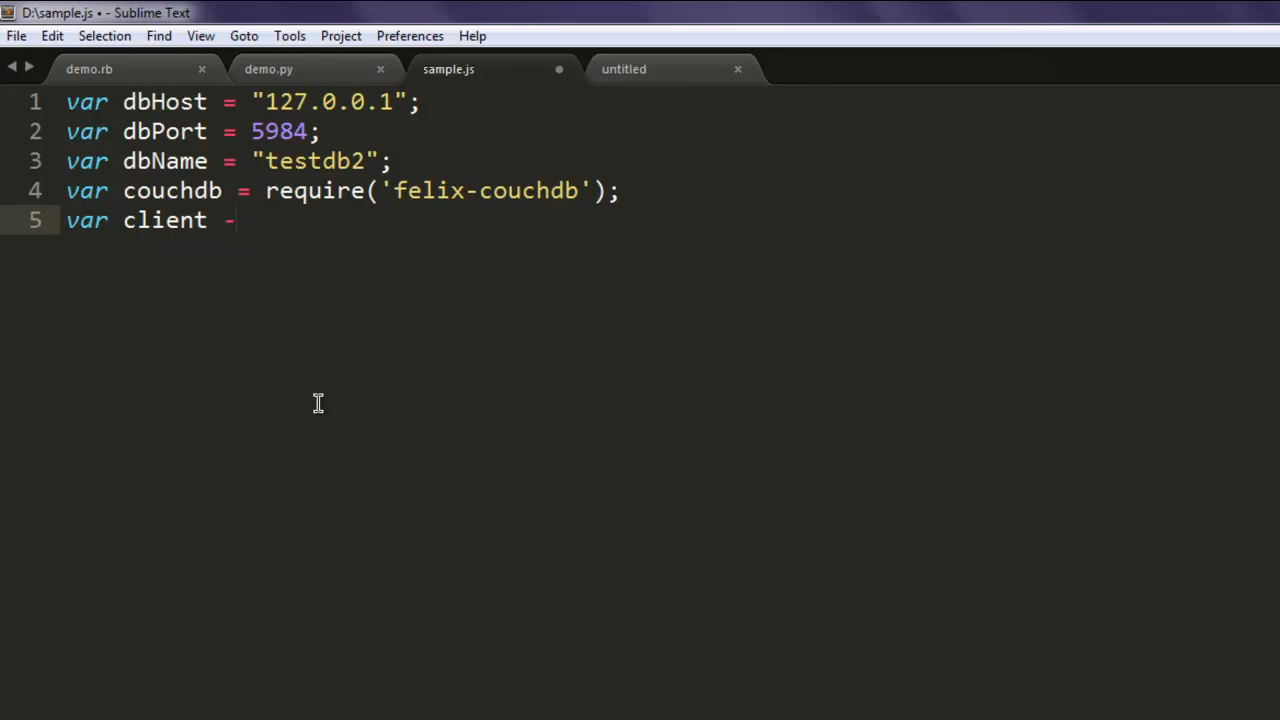 D:\sample.js • - Sublime Text
File Edit Selection Find View Goto Tools Project Preferences Help
demo.rb × demo.py × sample.js untitled ×
1 var dbHost = "127.0.0.1";
2 var dbPort = 5984;
3 var dbName = "testdb2";
4 var couchdb = require('felix-couchdb');
5 var client -